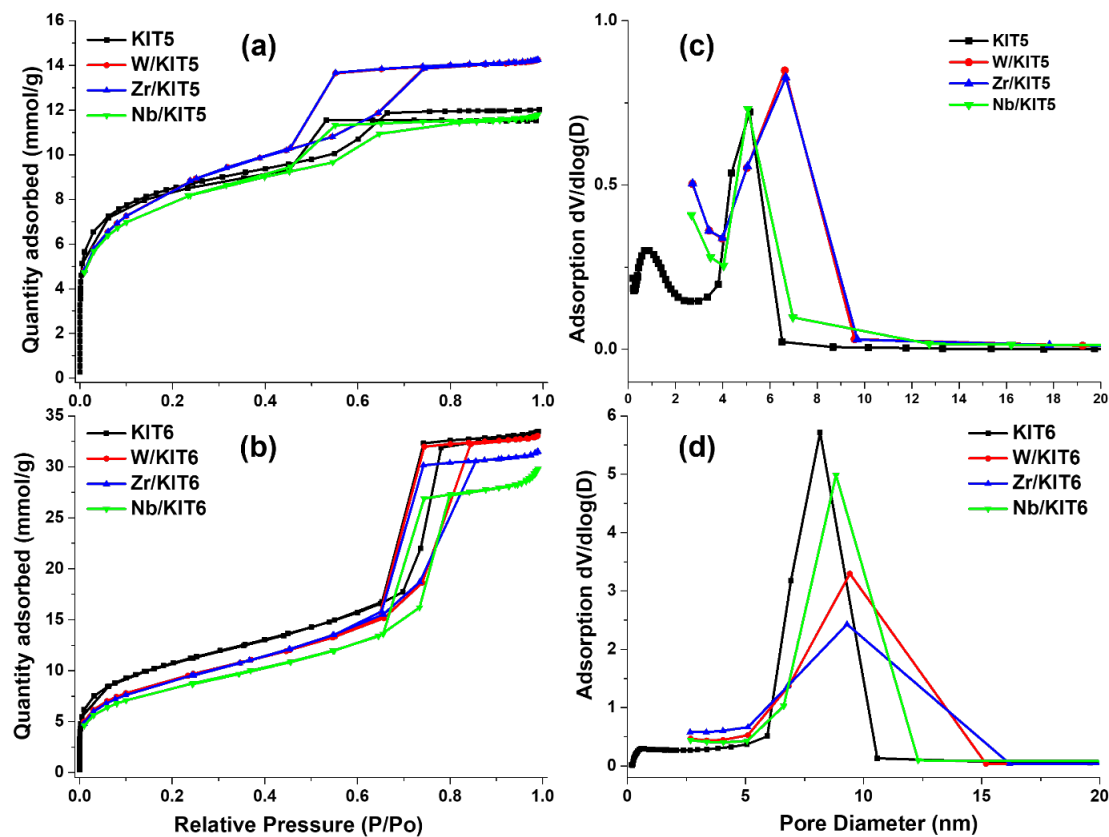 (a)
KIT5
W/KIT5
Zr/KIT5
Nb/KIT5
Quantity adsorbed (mmol/g)
16
14
12
10
8
6
4
2
0
0.0 0.2 0.4 0.6 0.8 1.0
(c)
KIT5
W/KIT5
Zr/KIT5
Nb/KIT5
Adsorption dV/dlog(D)
1.0
0.5
0.0
0 2 4 6 8 10 12 14 16 18 20
(b)
KIT6
W/KIT6
Zr/KIT6
Nb/KIT6
Quantity adsorbed (mmol/g)
35
30
25
20
15
10
5
0
0.0 0.2 0.4 0.6 0.8 1.0
Relative Pressure (P/Po)
(d)
KIT6
W/KIT6
Zr/KIT6
Nb/KIT6
Adsorption dV/dlog(D)
6
5
4
3
2
1
0
0 5 10 15 20
Pore Diameter (nm)